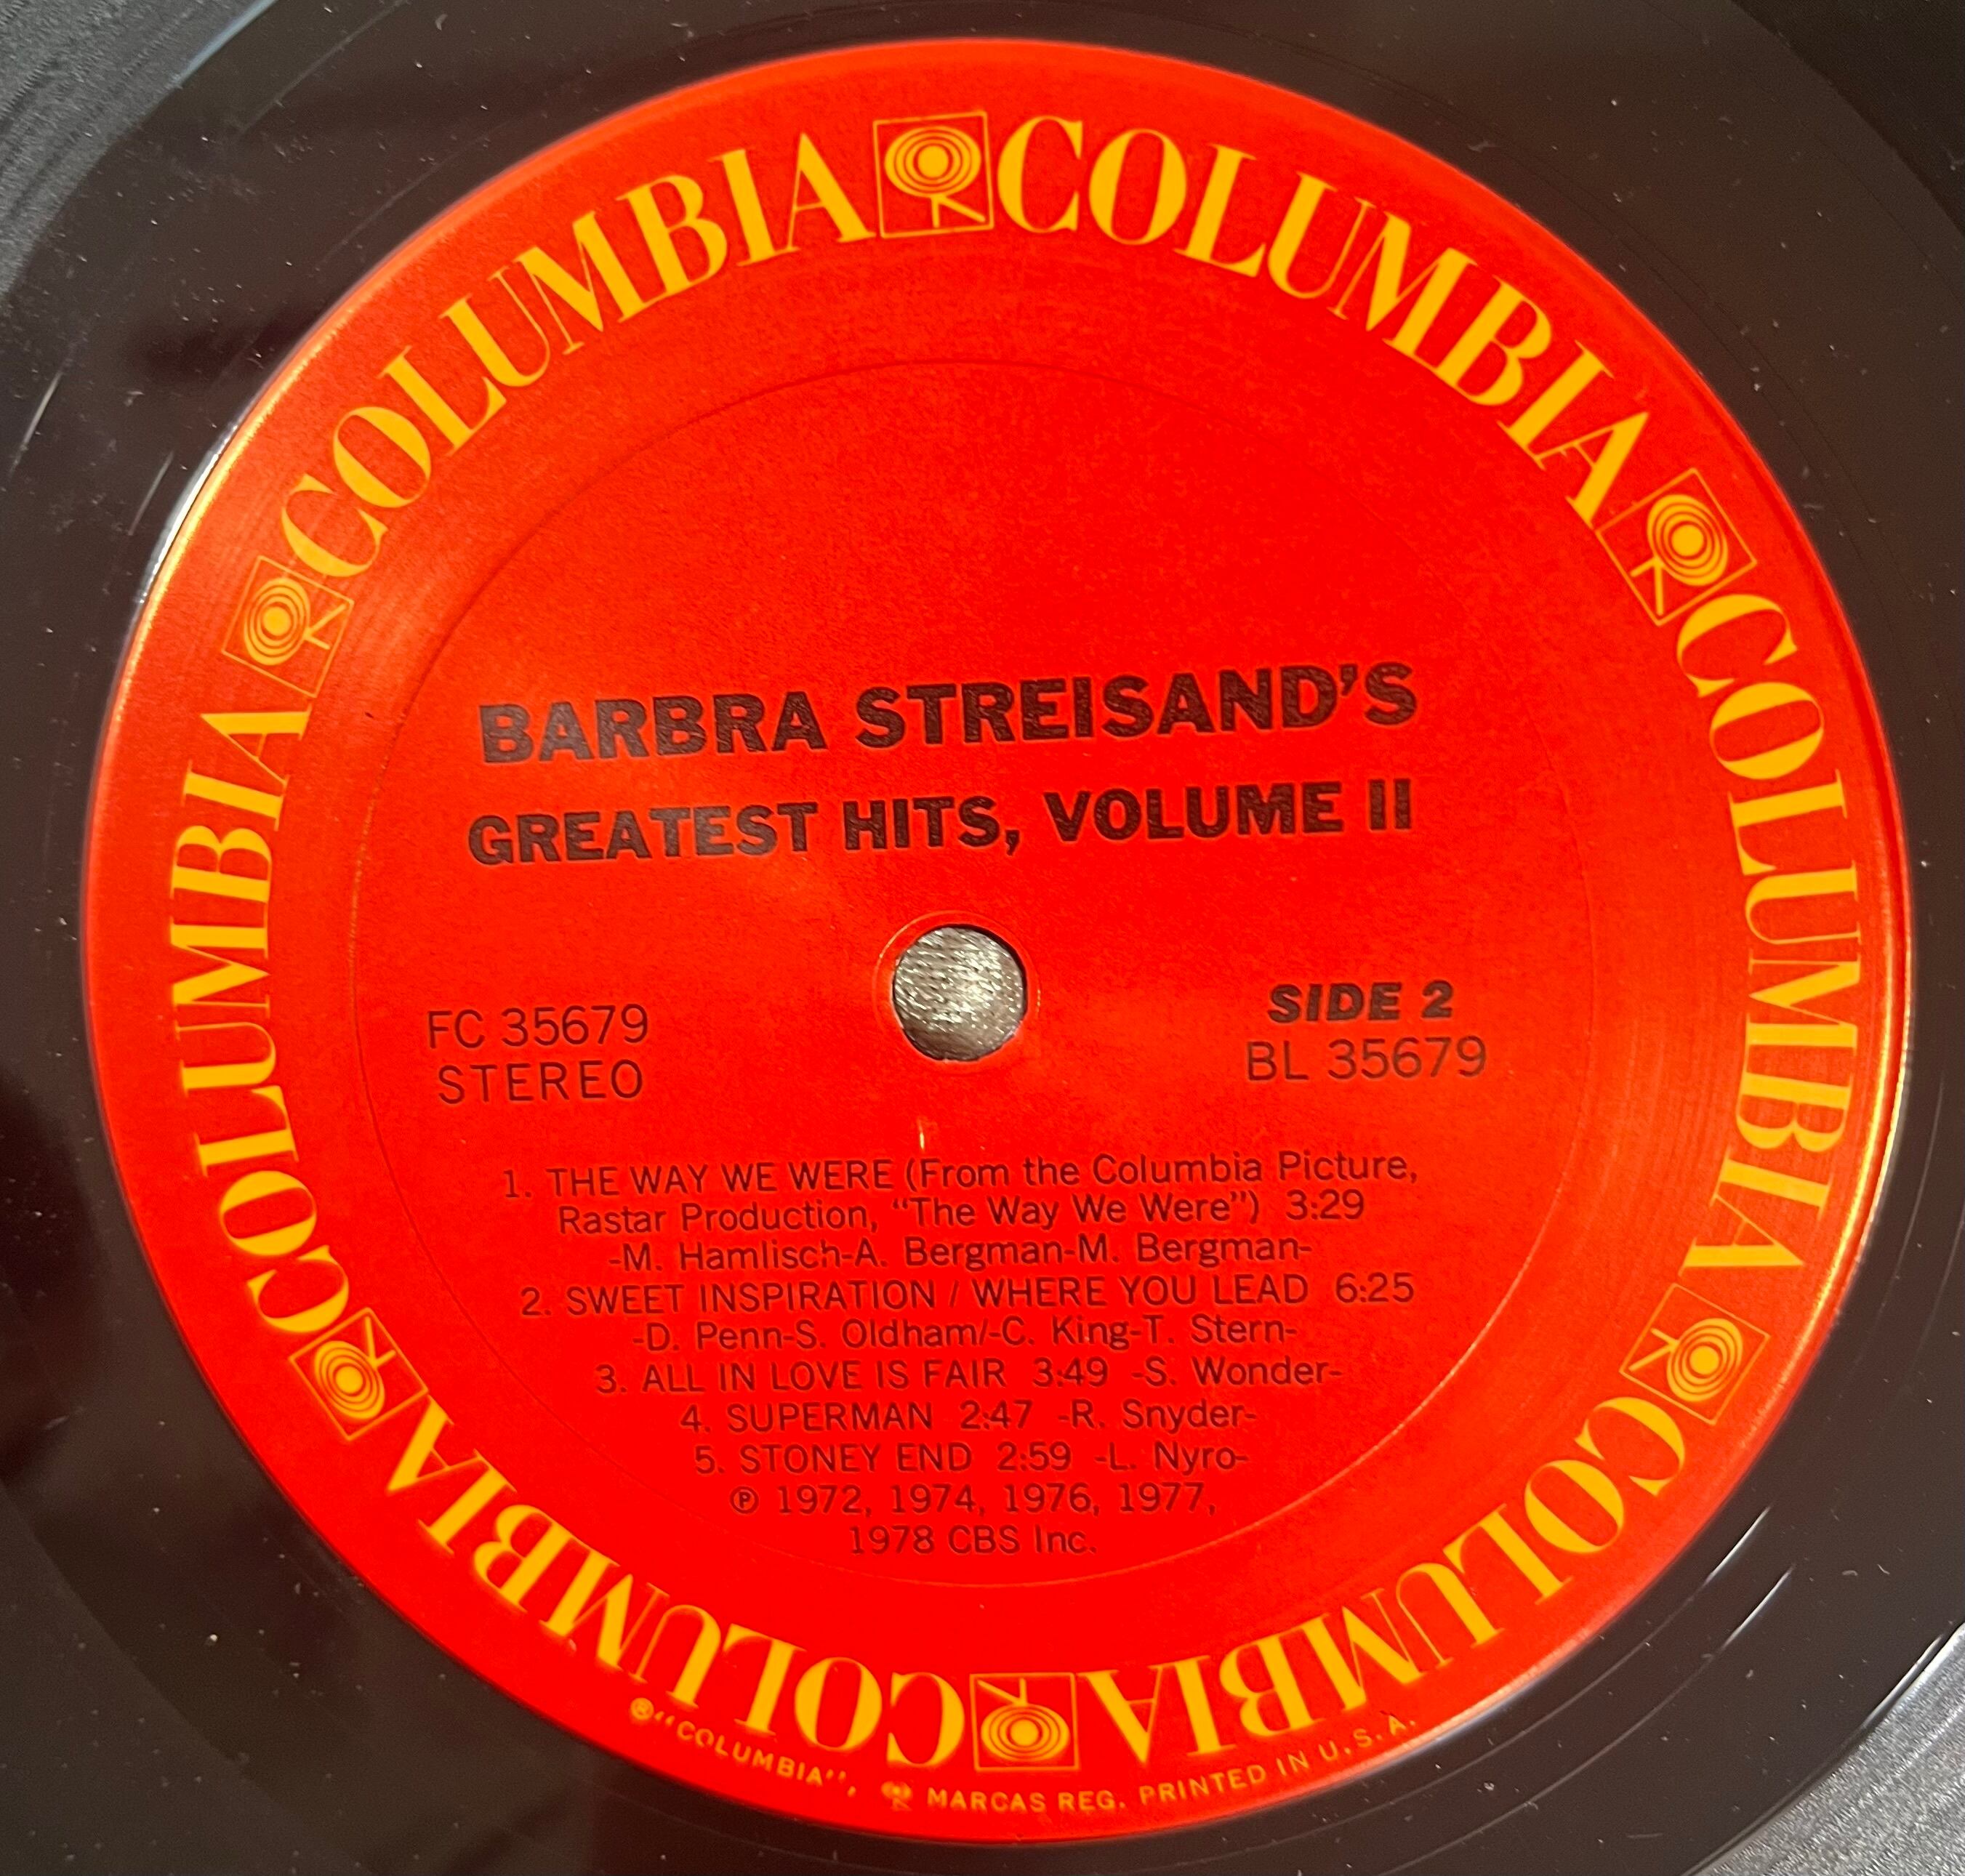 COLUMBIA COLUMBIA COLUMBIA COLUMBIA COLUMBIA COLUMBIA
BARBRA STREISAND'S
GREATEST HITS, VOLUME II
FC 35679
STEREO
SIDE 2
BL 35679
1. THE WAY WE WERE (From the Columbia Picture,
Rastar Production, "The Way We Were") 3:29
-M. Hamlisch-A. Bergman-M. Bergman-
2. SWEET INSPIRATION / WHERE YOU LEAD 6:25
-D. Penn-S. Oldham/-C. King-T. Stern-
3. ALL IN LOVE IS FAIR 3:49 -S. Wonder-
4. SUPERMAN 2:47 -R. Snyder-
5. STONEY END 2:59 -L. Nyro-
℗ 1972, 1974, 1976, 1977,
1978 CBS Inc.
® "COLUMBIA", MARCAS REG. PRINTED IN U.S.A.